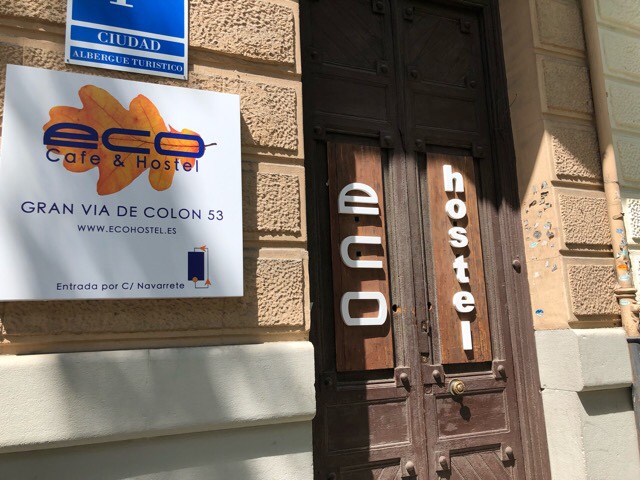 CIUDAD
ALBERGUE TURISTICO
eco
Cafe & Hostel
GRAN VIA DE COLON 53
WWW.ECOHOSTEL.ES
Entrada por C/ Navarrete
eco
hostel